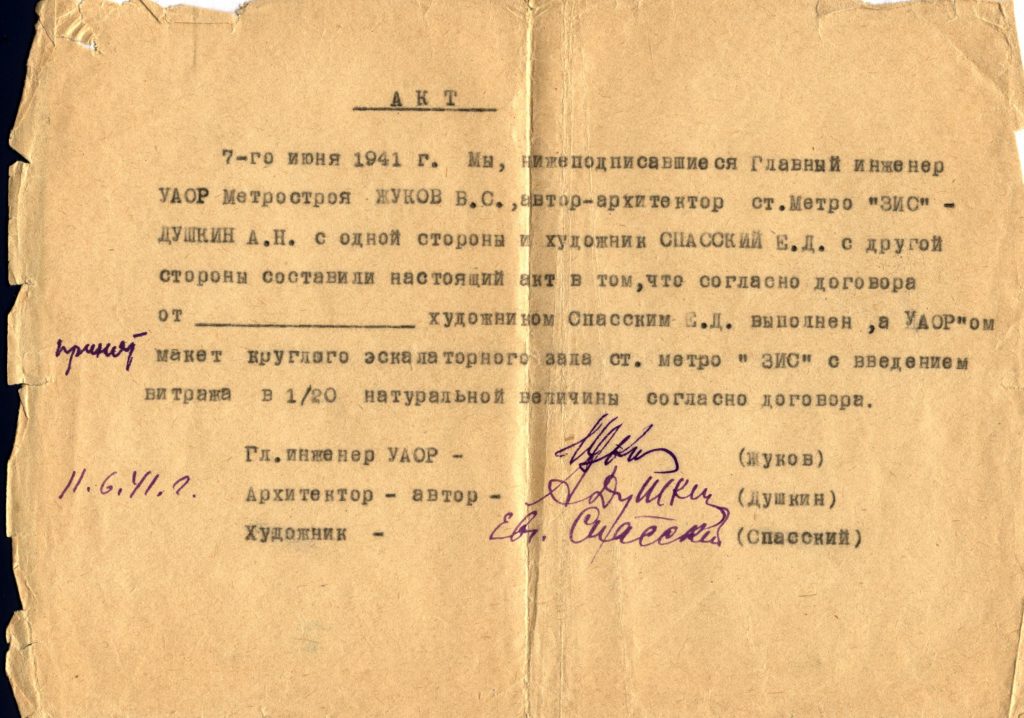 АКТ
7-го июня 1941 г. Мы, нижеподписавшиеся Главный инженер
УАОР Метростроя ЖУКОВ В.С.,автор-архитектор ст.Метро "ЗИС" -
ДУШКИН А.Н. с одной стороны и художник СПАССКИЙ Е.Д. с другой
стороны составили настоящий акт в том,что согласно договора
от ________________ художником Спасским Е.Д. выполнен ,а УАОР"ом
принят макет круглого эскалаторного зала ст. метро " ЗИС" с введением
витража в 1/20 натуральной величины согласно договора.
Гл.инженер УАОР - (Жуков)
11.6.41.г. Архитектор - автор - А Душкин (Душкин)
Художник - Евг. Спасский (Спасский)